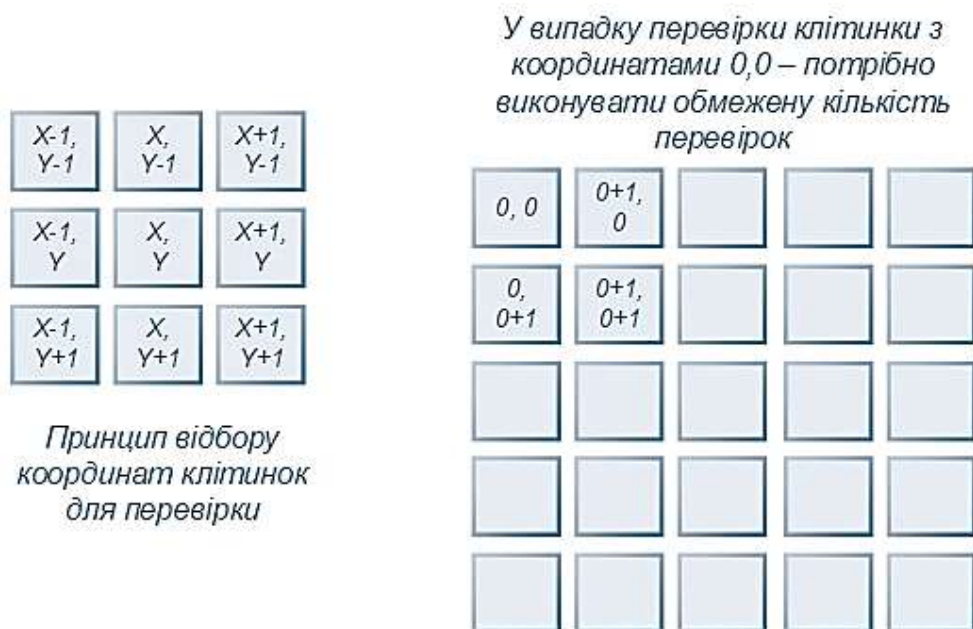 X-1,
Y-1
X,
Y-1
X+1,
Y-1
X-1,
Y
X,
Y
X+1,
Y
X-1,
Y+1
X,
Y+1
X+1,
Y+1
Принцип відбору
координат клітинок
для перевірки
У випадку перевірки клітинки з
координатами 0,0 – потрібно
виконувати обмежену кількість
перевірок
0, 0
0+1,
0
0,
0+1
0+1,
0+1